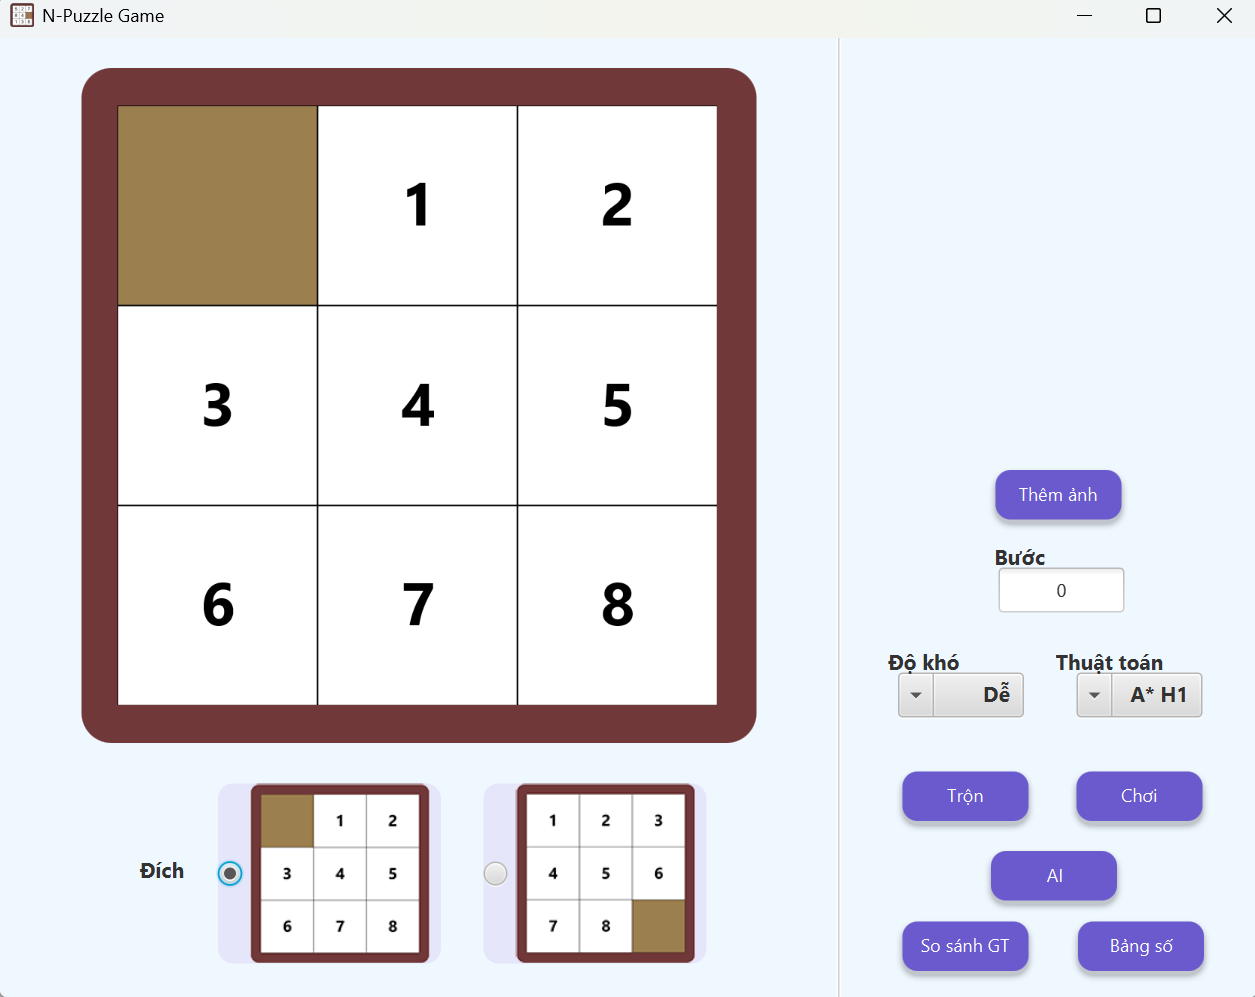 N-Puzzle Game
1 2
3 4 5
6 7 8
Thêm ảnh
Bước
0
Độ khó
Thuật toán
Dễ
A* H1
Trộn
Chơi
AI
So sánh GT
Bảng số
Đích
1 2
3 4 5
6 7 8
1 2 3
4 5 6
7 8